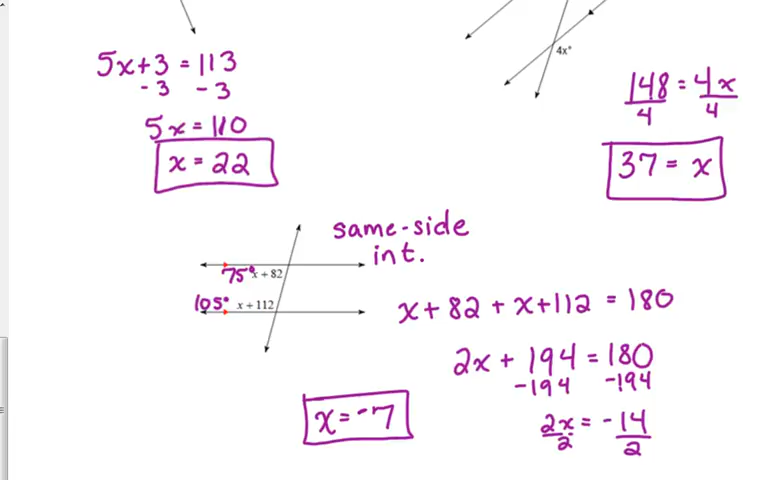 5x+3 = 113
-3 -3
5x = 110
x = 22
4x°
148 = 4x
4 4
37 = x
same-side
int.
75° x + 82
105° x + 112
x + 82 + x + 112 = 180
2x + 194 = 180
-194 -194
2x = -14
2 2
x = -7